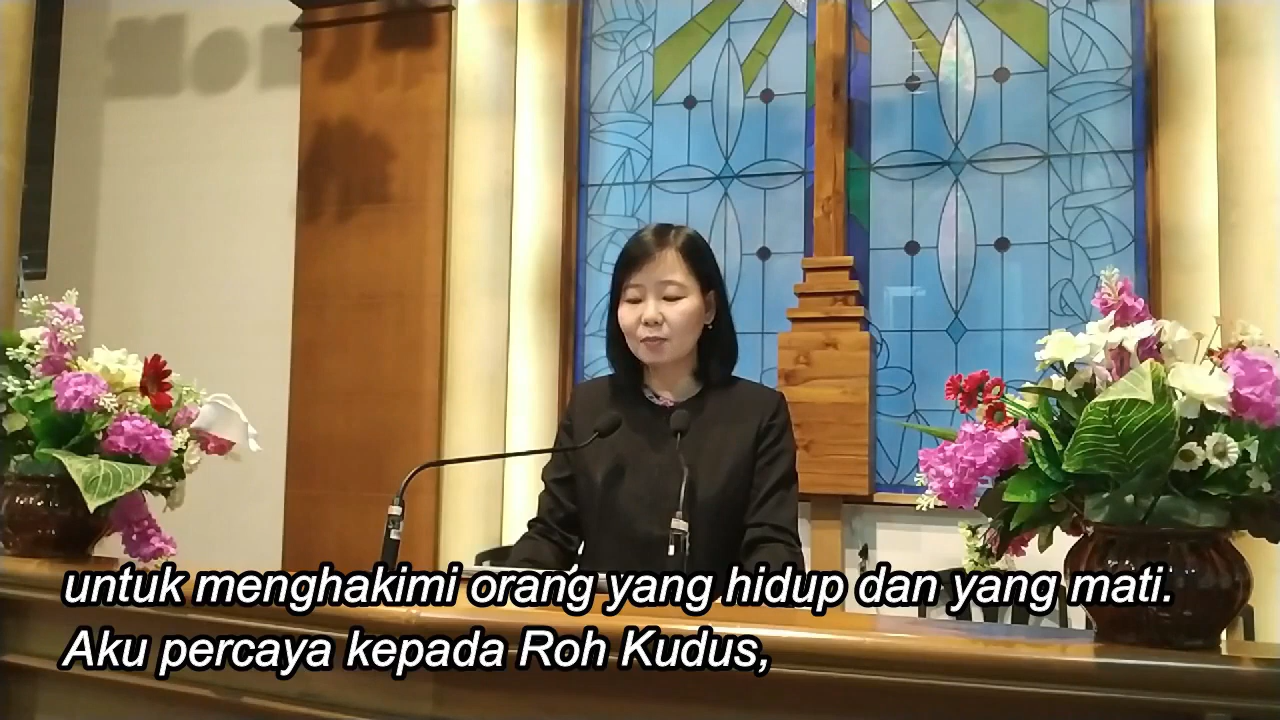 untuk menghakimi orang yang hidup dan yang mati.
Aku percaya kepada Roh Kudus,